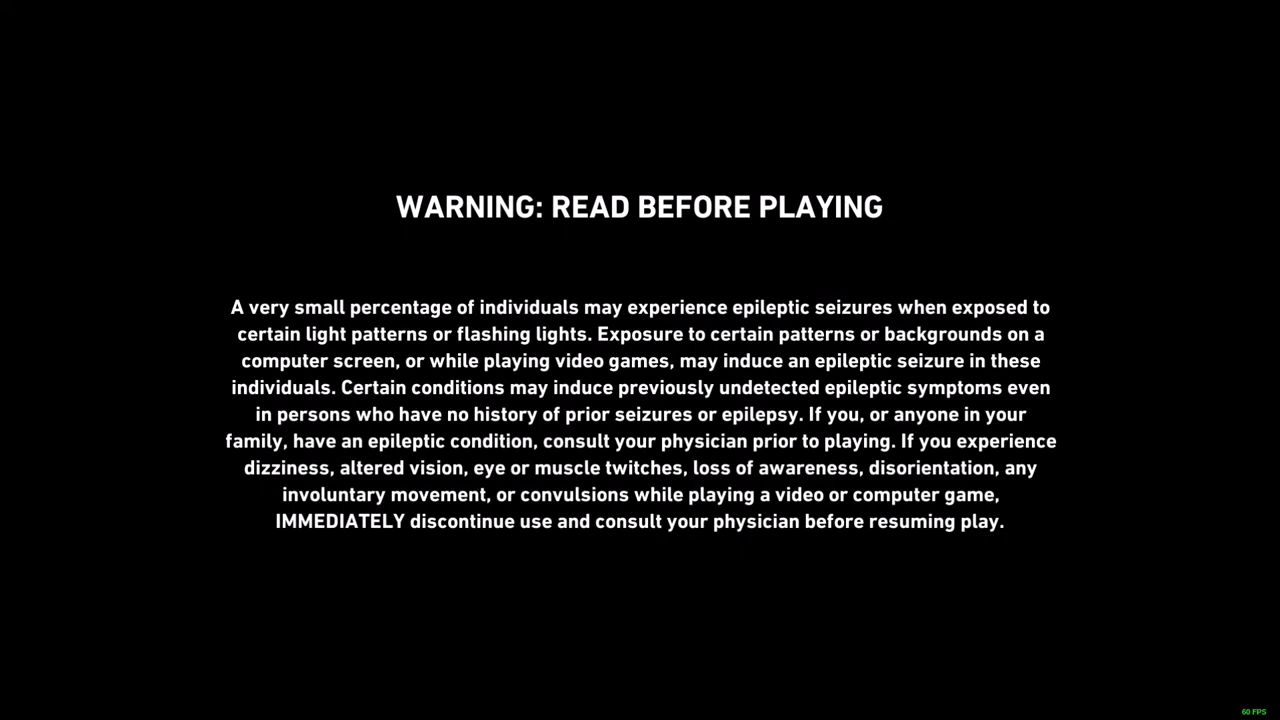 WARNING: READ BEFORE PLAYING
A very small percentage of individuals may experience epileptic seizures when exposed to
certain light patterns or flashing lights. Exposure to certain patterns or backgrounds on a
computer screen, or while playing video games, may induce an epileptic seizure in these
individuals. Certain conditions may induce previously undetected epileptic symptoms even
in persons who have no history of prior seizures or epilepsy. If you, or anyone in your
family, have an epileptic condition, consult your physician prior to playing. If you experience
dizziness, altered vision, eye or muscle twitches, loss of awareness, disorientation, any
involuntary movement, or convulsions while playing a video or computer game,
IMMEDIATELY discontinue use and consult your physician before resuming play.
60 FPS